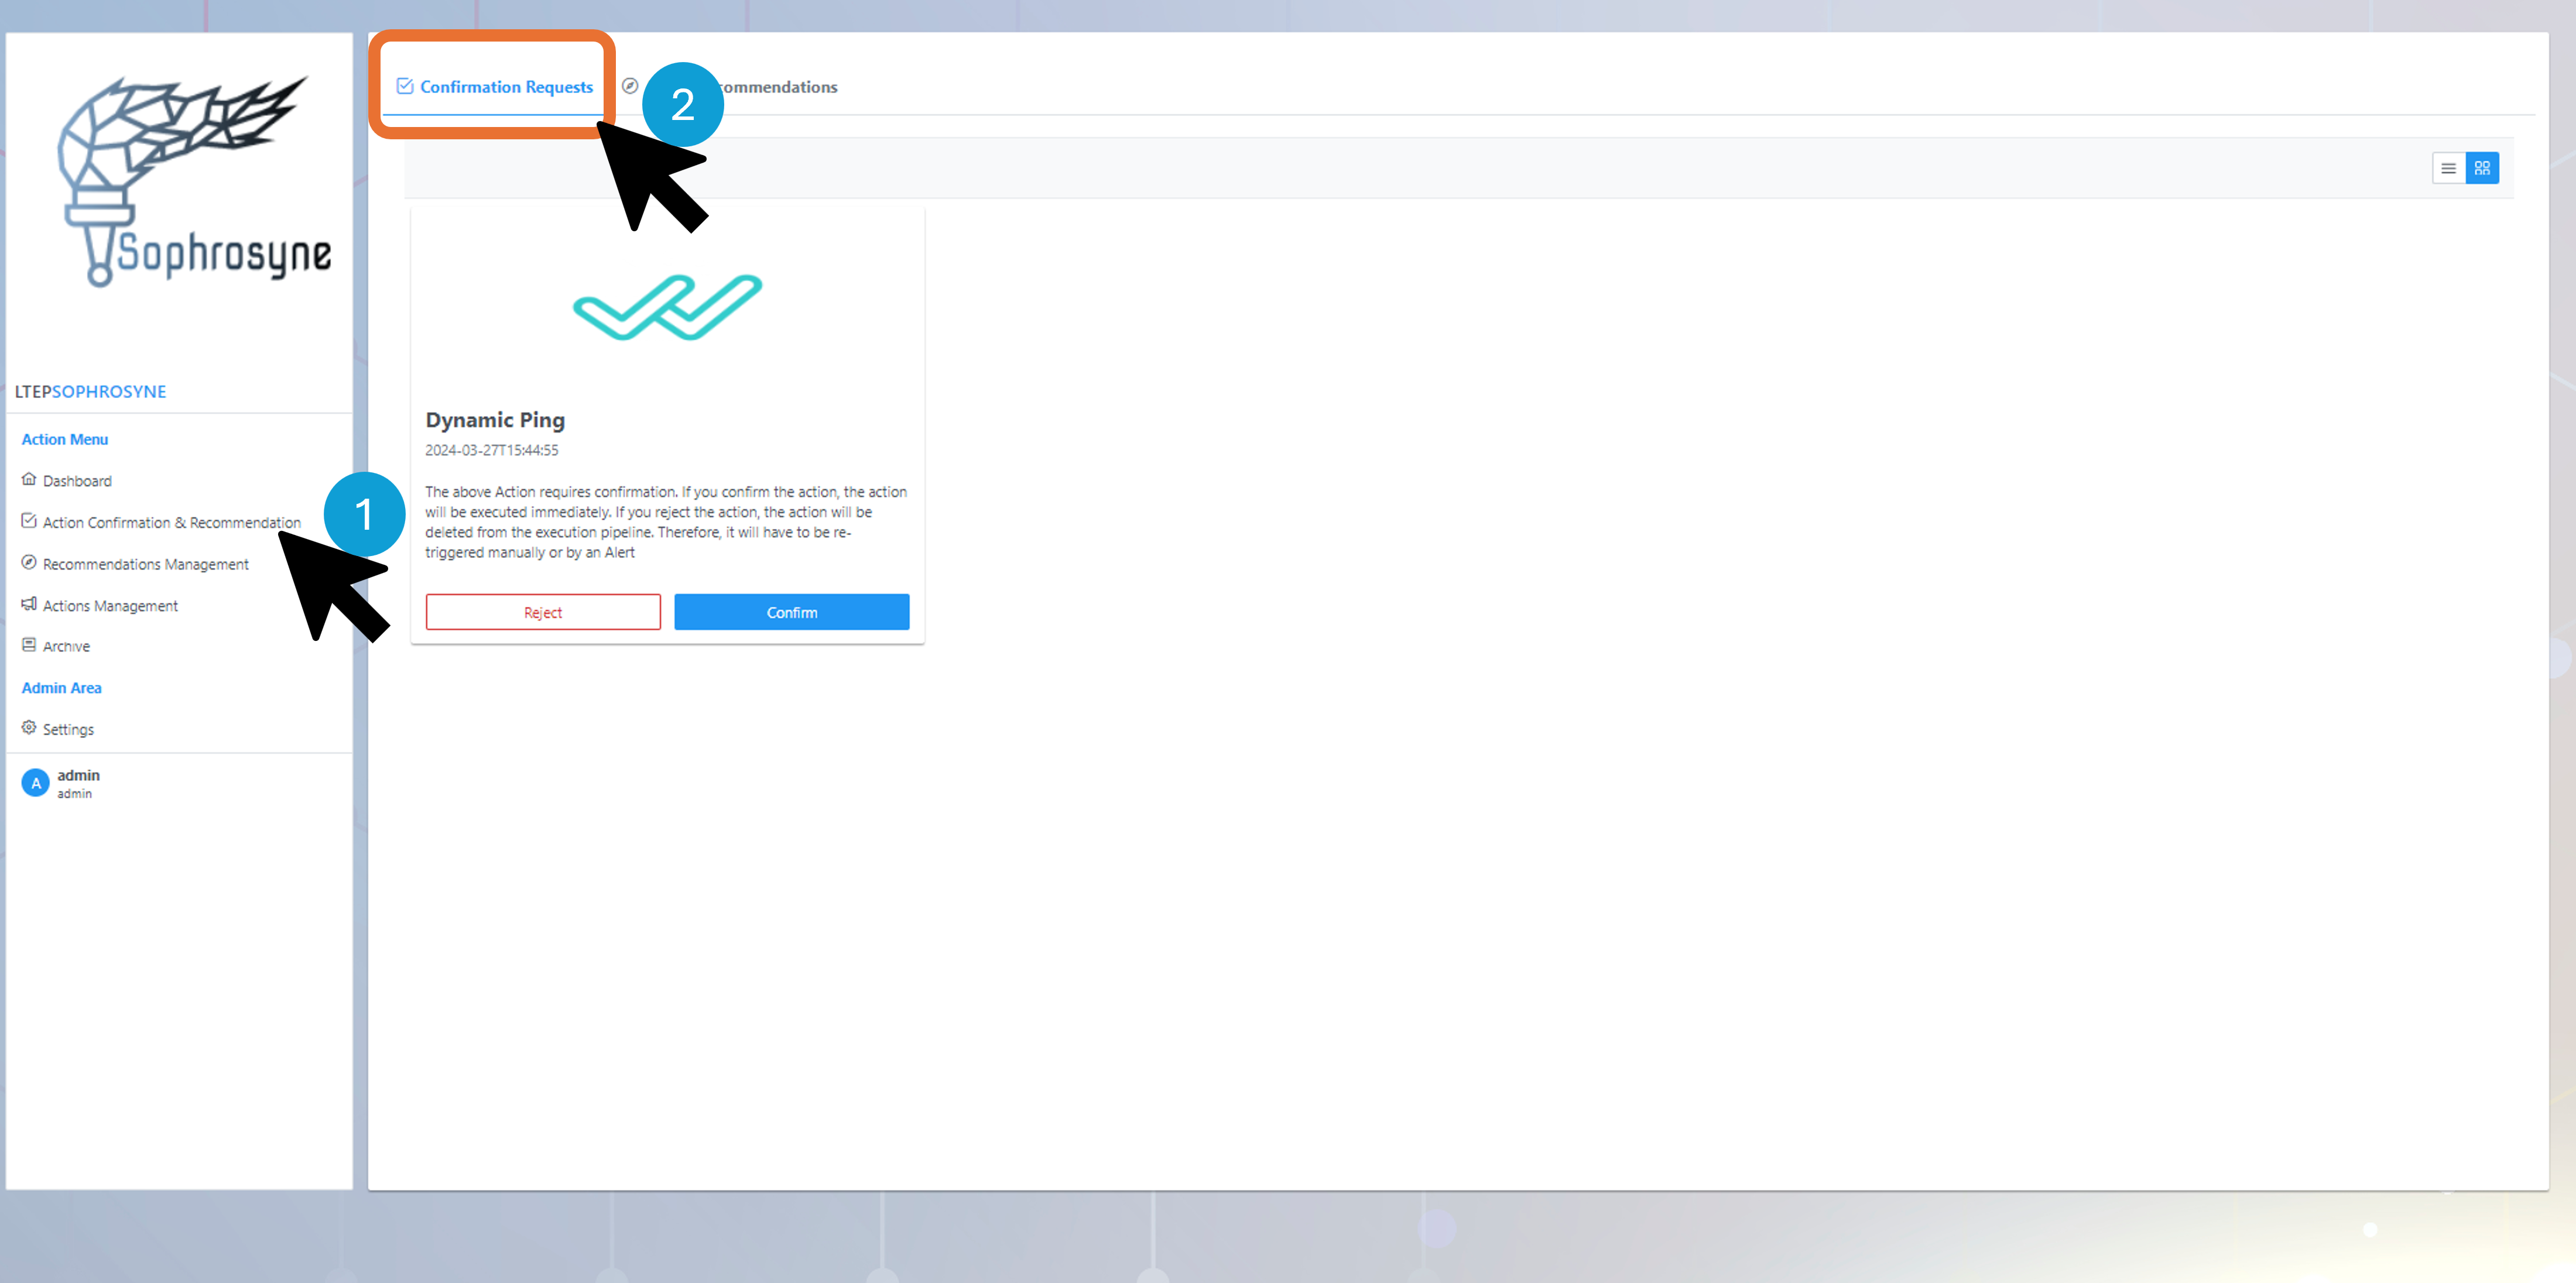 Sophrosyne
LTEPSOPHROSYNE
Action Menu
Dashboard
Action Confirmation & Recommendation
1
Recommendations Management
Actions Management
Archive
Admin Area
Settings
A
admin
admin
Confirmation Requests
2
Dynamic Ping
2024-03-27T15:44:55
The above Action requires confirmation. If you confirm the action, the action
will be executed immediately. If you reject the action, the action will be
deleted from the execution pipeline. Therefore, it will have to be re-
triggered manually or by an Alert
Reject
Confirm